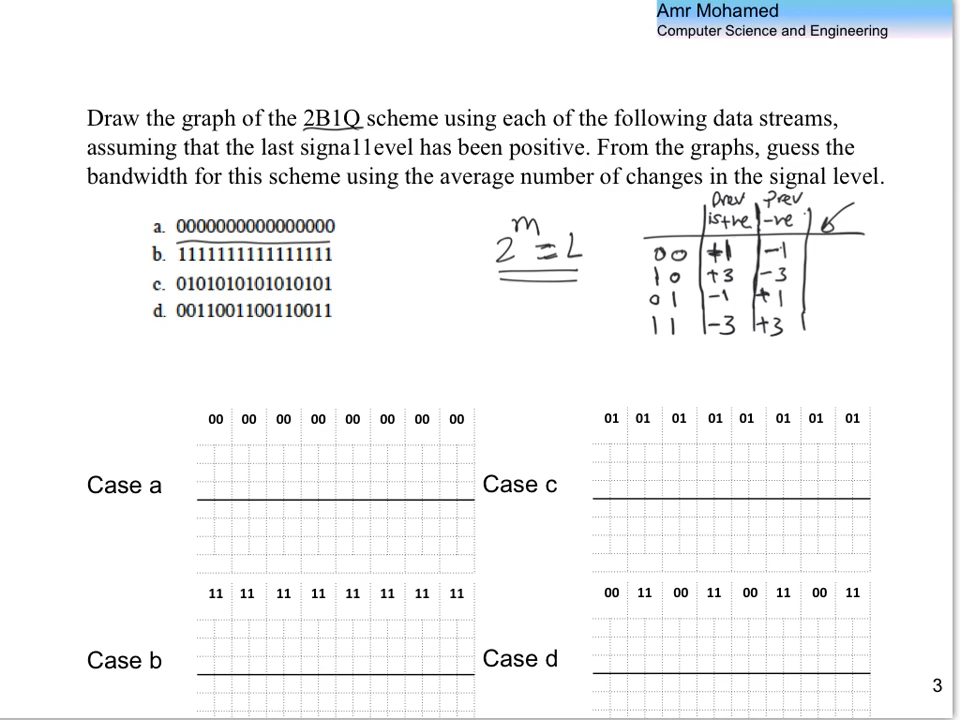 Amr Mohamed
Computer Science and Engineering
Draw the graph of the 2B1Q scheme using each of the following data streams,
assuming that the last signa11evel has been positive. From the graphs, guess the
bandwidth for this scheme using the average number of changes in the signal level.
a. 0000000000000000
b. 1111111111111111
c. 0101010101010101
d. 0011001100110011
2^m = L
Prev Prev
is +ve -ve
00 +1 -1
10 +3 -3
01 -1 +1
11 -3 +3
00 00 00 00 00 00 00 00
Case a
01 01 01 01 01 01 01 01
Case c
11 11 11 11 11 11 11 11
Case b
00 11 00 11 00 11 00 11
Case d
3